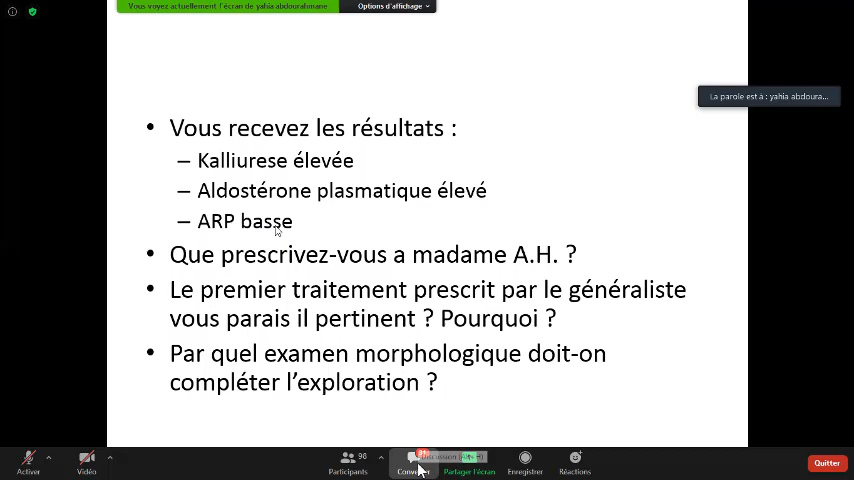 Vous voyez actuellement l'écran de yahia abdouralimane
Options d'affichage
La parole est à : yahia abdoura...
• Vous recevez les résultats :
– Kalliurese élevée
– Aldostérone plasmatique élevé
– ARP basse
• Que prescrivez-vous a madame A.H. ?
• Le premier traitement prescrit par le généraliste
vous parais il pertinent ? Pourquoi ?
• Par quel examen morphologique doit-on
compléter l'exploration ?
Activer
Vidéo
98
Participants
Partager l'écran
Enregistrer
Réactions
Quitter